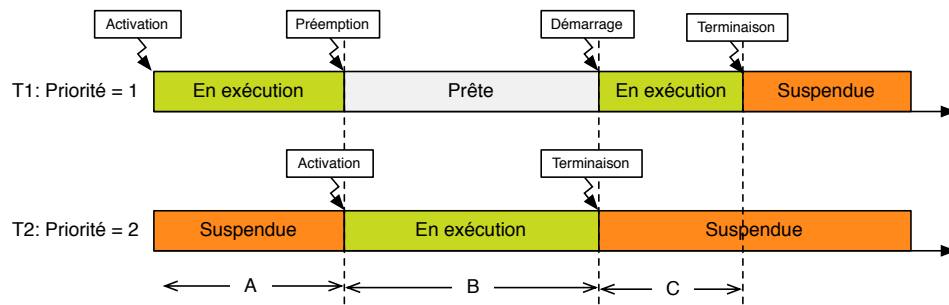 Activation
Préemption
Démarrage
Terminaison
T1: Priorité = 1
En exécution
Prête
En exécution
Suspendue
Activation
Terminaison
T2: Priorité = 2
Suspendue
En exécution
Suspendue
A
B
C